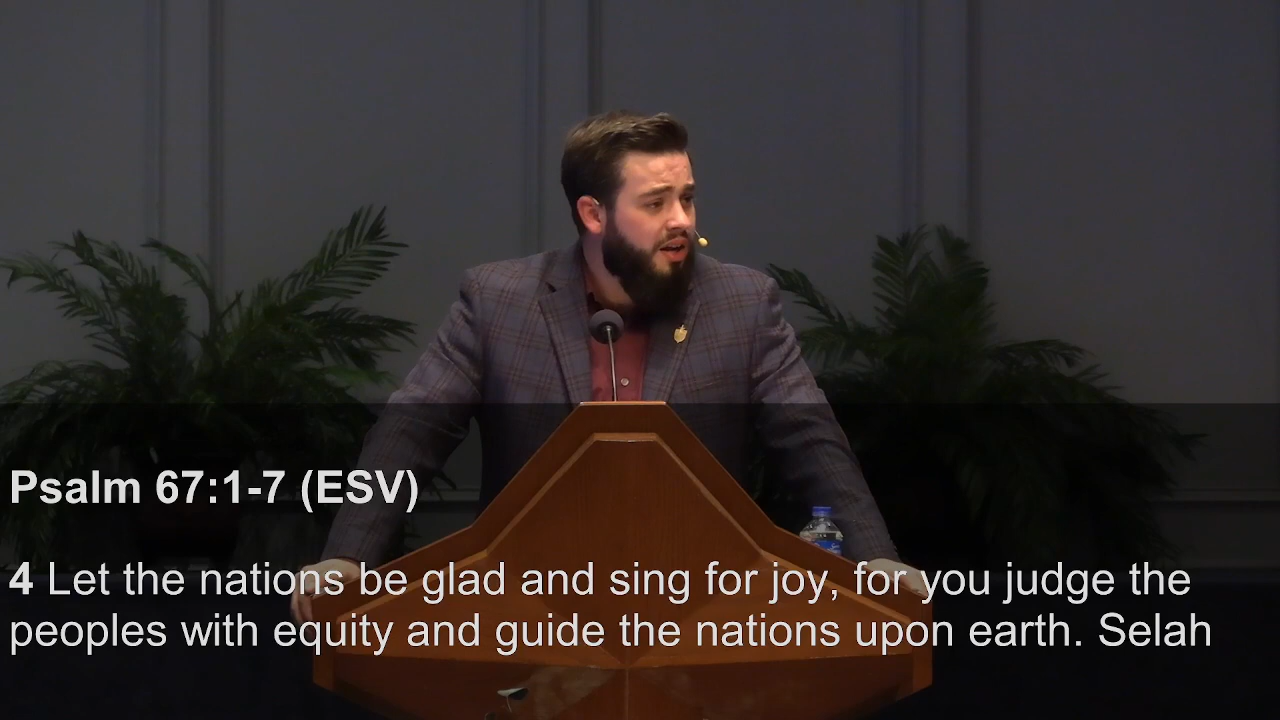 Psalm 67:1-7 (ESV)
4 Let the nations be glad and sing for joy, for you judge the
peoples with equity and guide the nations upon earth. Selah